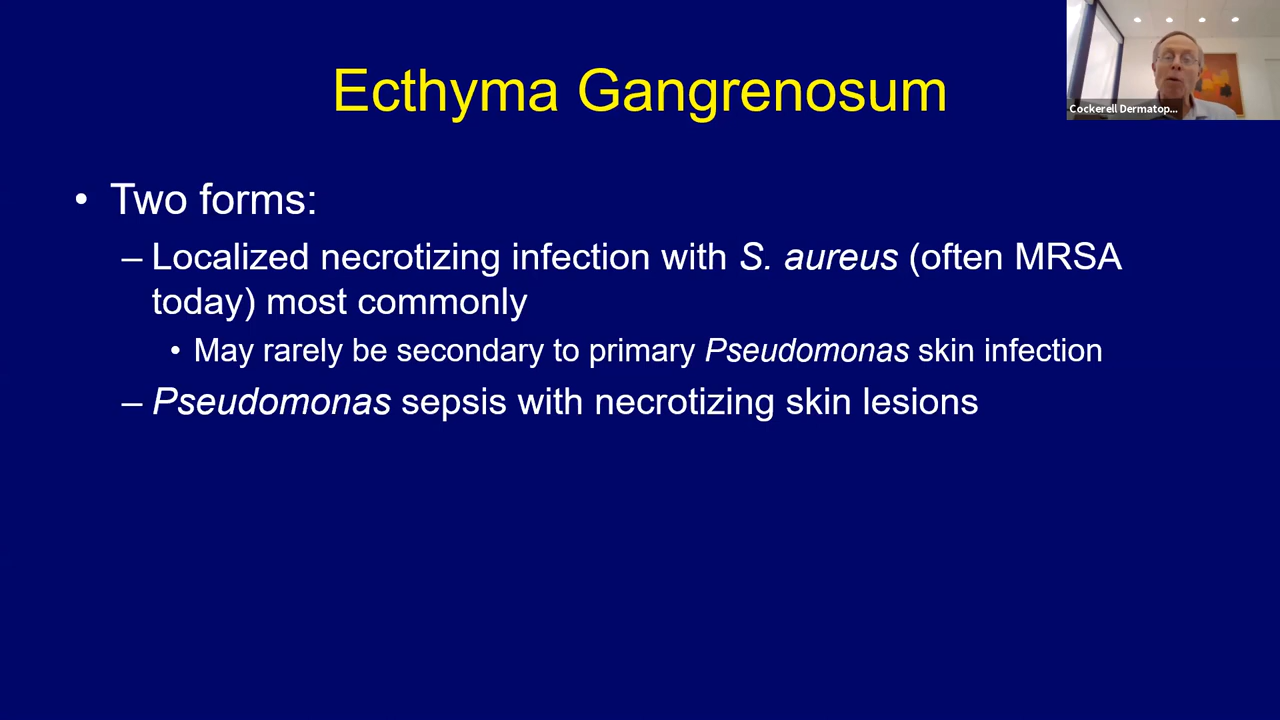 Ecthyma Gangrenosum
Cockerell Dermatop...
• Two forms:
– Localized necrotizing infection with S. aureus (often MRSA
today) most commonly
• May rarely be secondary to primary Pseudomonas skin infection
– Pseudomonas sepsis with necrotizing skin lesions